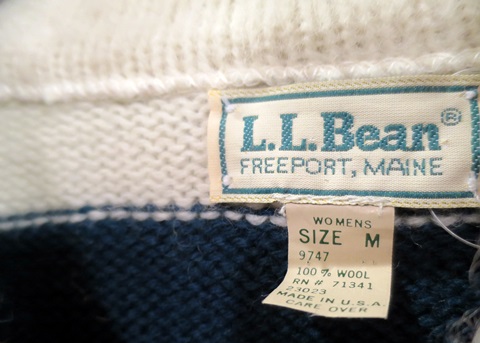 L.L.Bean®
FREEPORT, MAINE
WOMENS
SIZE M
9747
100% WOOL
RN# 71341
23023
MADE IN U.S.A.
CARE OVER